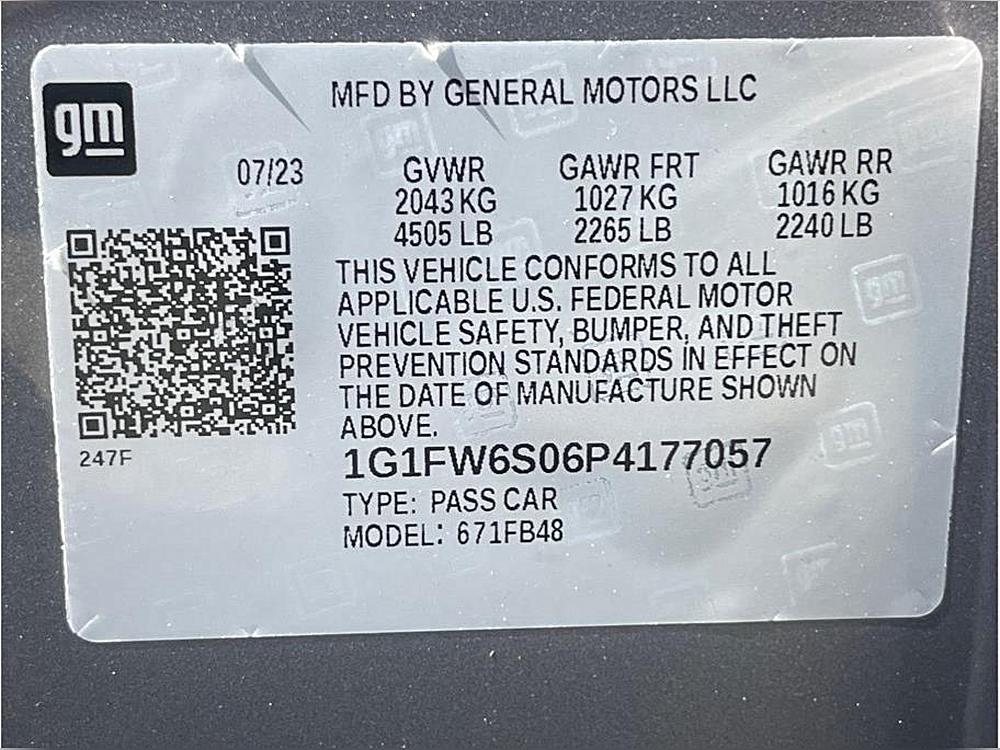 gm
MFD BY GENERAL MOTORS LLC
07/23 GVWR GAWR FRT GAWR RR
2043 KG 1027 KG 1016 KG
4505 LB 2265 LB 2240 LB
THIS VEHICLE CONFORMS TO ALL
APPLICABLE U.S. FEDERAL MOTOR
VEHICLE SAFETY, BUMPER, AND THEFT
PREVENTION STANDARDS IN EFFECT ON
THE DATE OF MANUFACTURE SHOWN
ABOVE.
247F
1G1FW6S06P4177057
TYPE: PASS CAR
MODEL: 671FB48